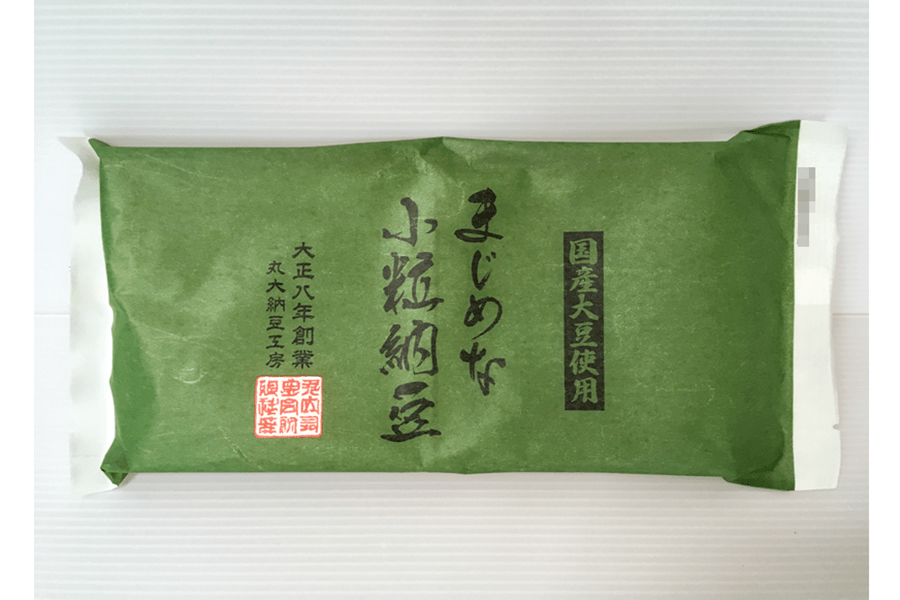 国産大豆使用
まじめな
小粒納豆
大正八年創業
丸大納豆工房